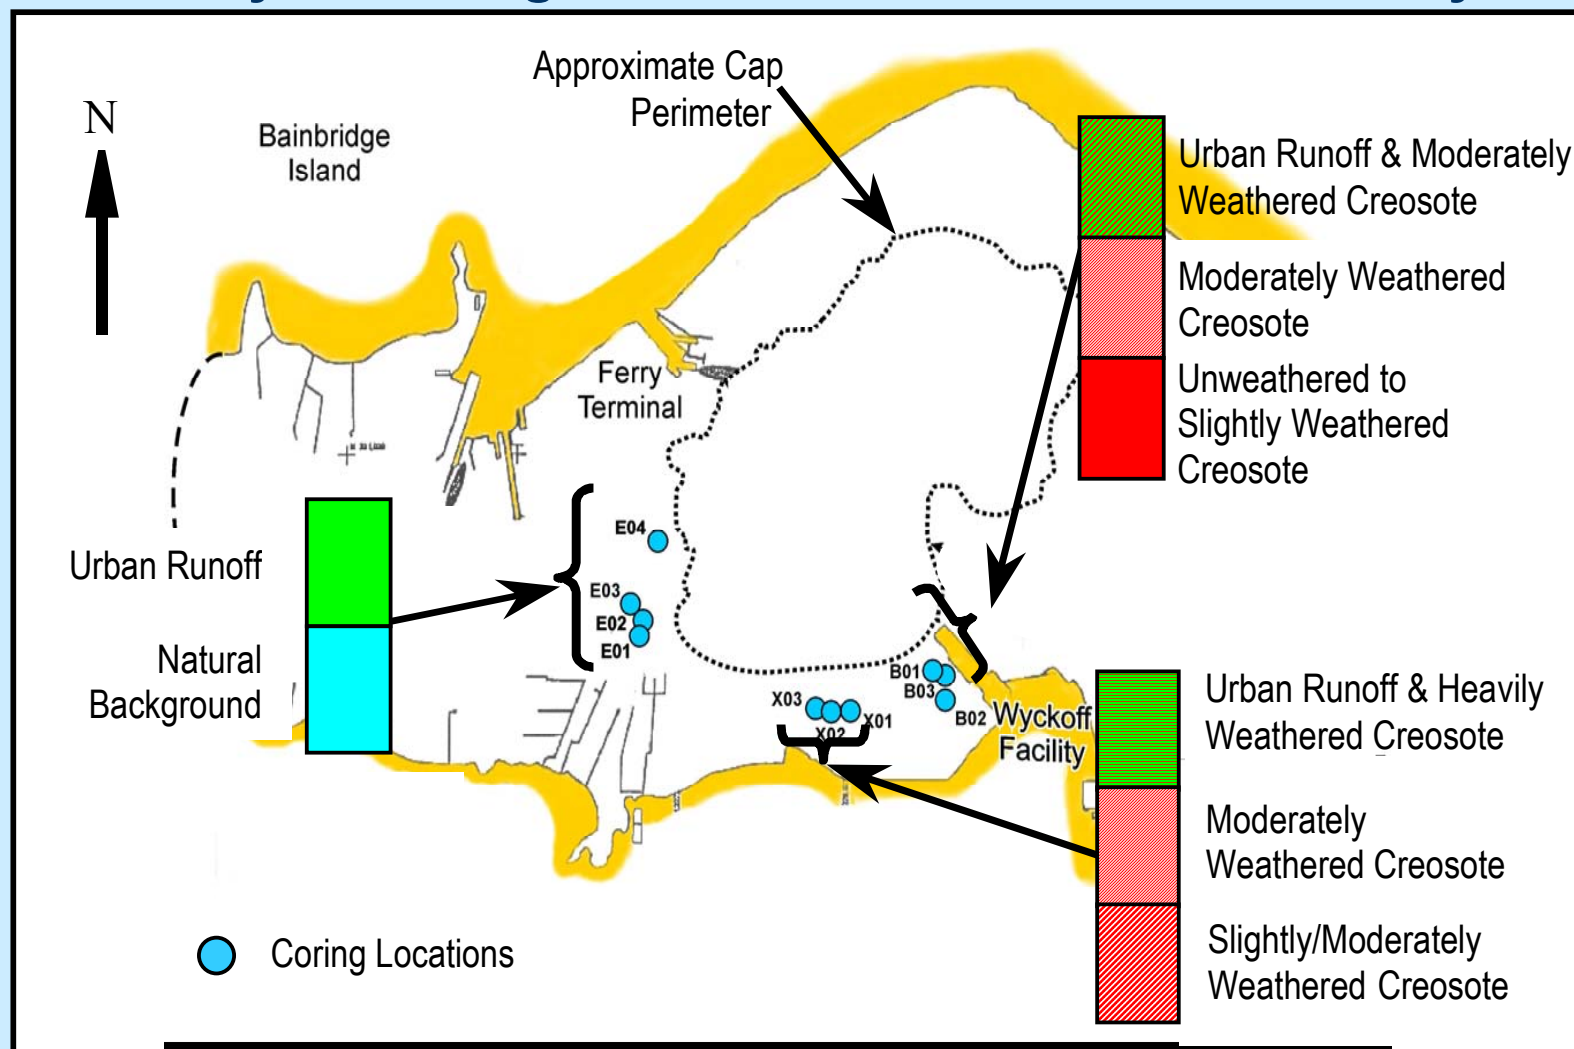 N
Bainbridge
Island
Approximate Cap
Perimeter
Urban Runoff & Moderately
Weathered Creosote
Moderately Weathered
Creosote
Unweathered to
Slightly Weathered
Creosote
Ferry
Terminal
Urban Runoff
Natural
Background
E04
E03
E02
E01
X03
X02
X01
B01
B03
B02
Wyckoff
Facility
Urban Runoff & Heavily
Weathered Creosote
Moderately
Weathered Creosote
Slightly/Moderately
Weathered Creosote
Coring Locations